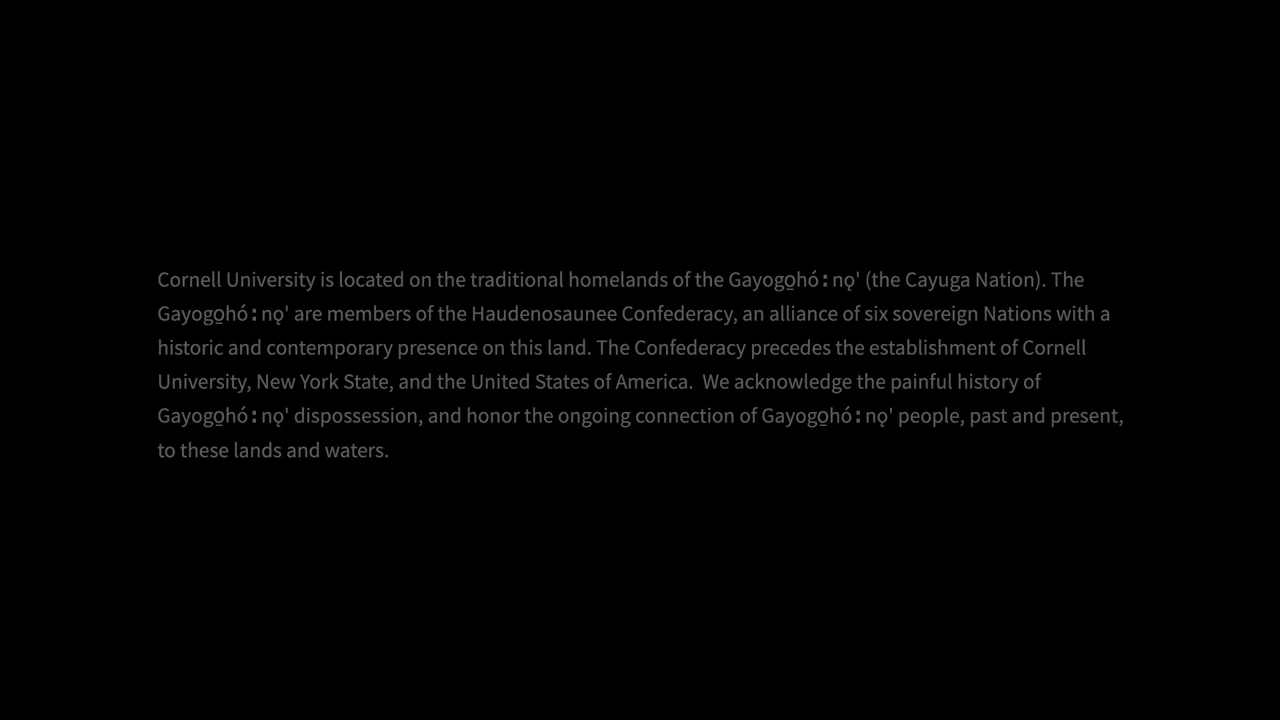 Cornell University is located on the traditional homelands of the Gayogo̱hó:nǫ' (the Cayuga Nation). The
Gayogo̱hó:nǫ' are members of the Haudenosaunee Confederacy, an alliance of six sovereign Nations with a
historic and contemporary presence on this land. The Confederacy precedes the establishment of Cornell
University, New York State, and the United States of America.  We acknowledge the painful history of
Gayogo̱hó:nǫ' dispossession, and honor the ongoing connection of Gayogo̱hó:nǫ' people, past and present,
to these lands and waters.